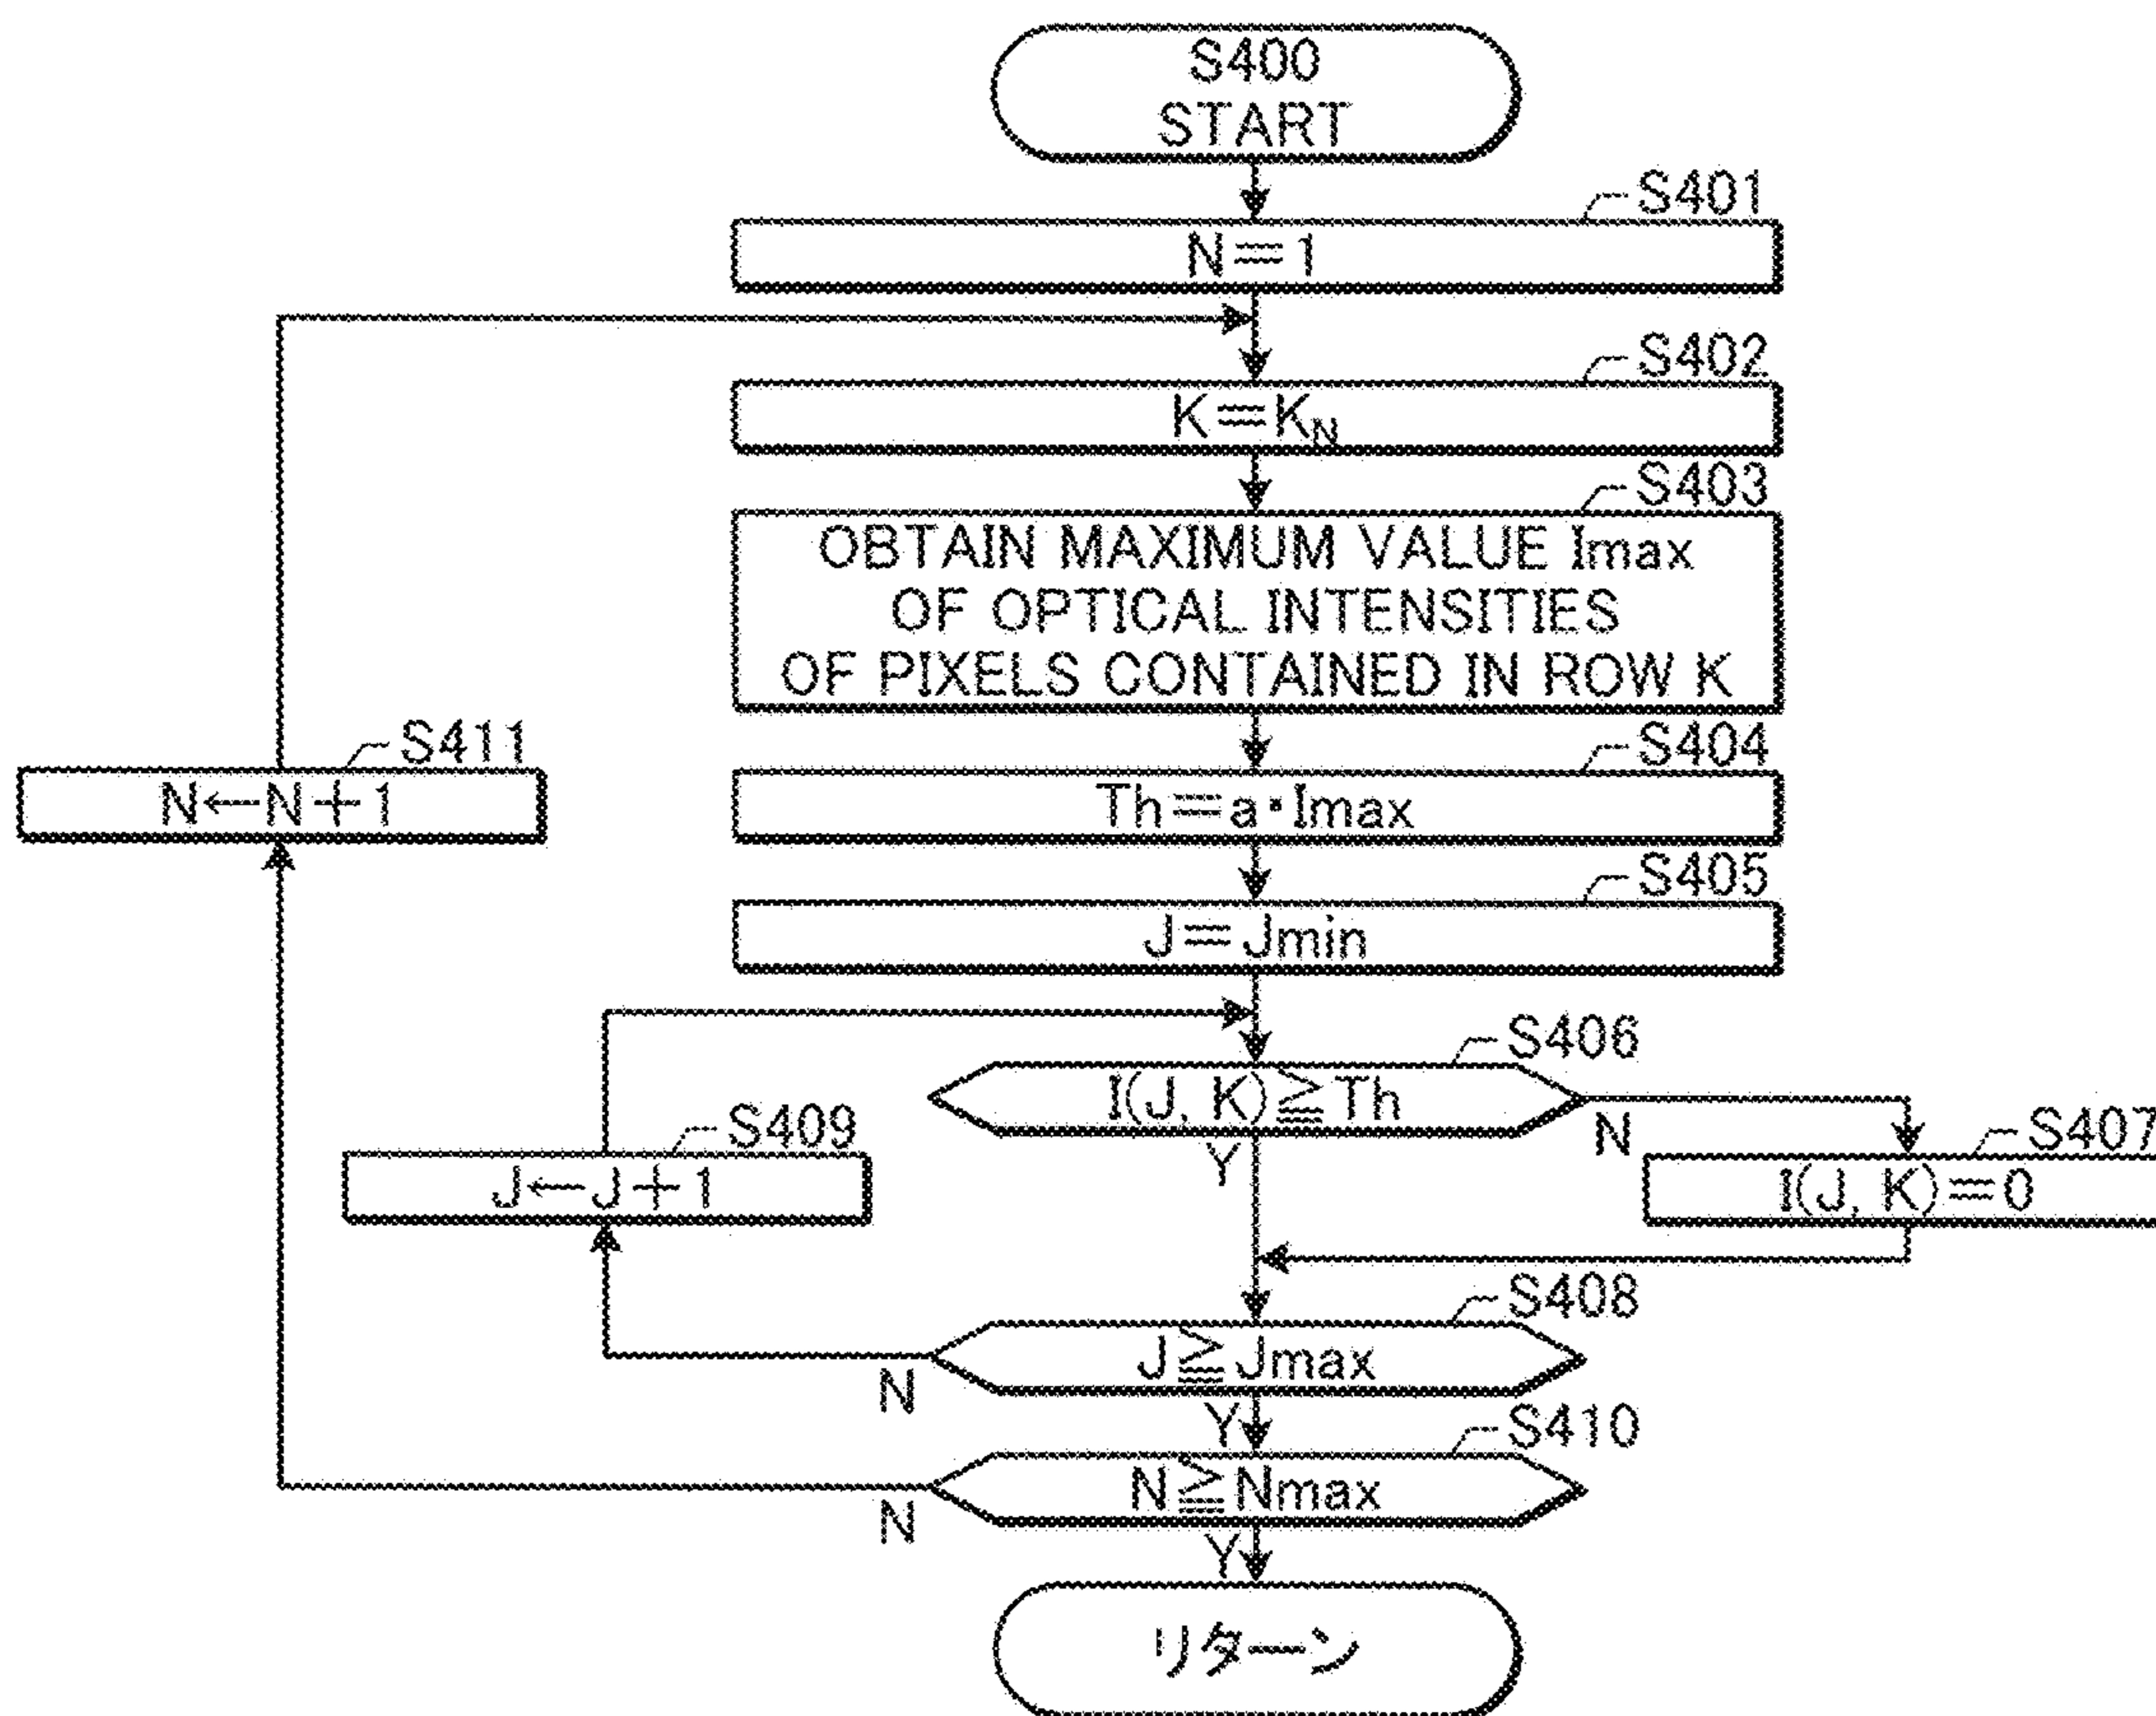 S400
START
S401
N=1
S402
K=K_N
S403
OBTAIN MAXIMUM VALUE Imax
OF OPTICAL INTENSITIES
OF PIXELS CONTAINED IN ROW K
S411
N←N+1
S404
Th=a・Imax
S405
J=Jmin
S406
I(J, K)≧Th
N
Y
S409
J←J+1
S407
I(J, K)=0
S408
J≧Jmax
N
Y
S410
N≧Nmax
N
Y
リターン